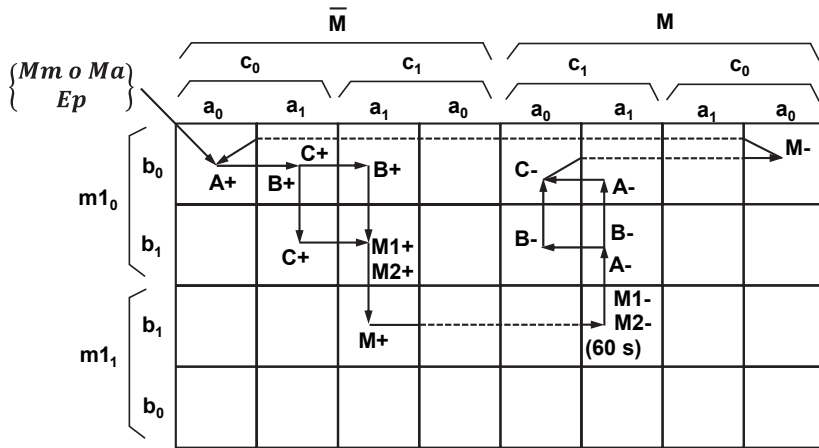 M̅ M
c₀ c₁ c₁ c₀
{Mm o Ma
Ep}
a₀ a₁ a₁ a₀ a₀ a₁ a₁ a₀
m1₀
b₀
A+
B+
C+
B+
C-
A-
M-
b₁
C+
M1+
M2+
B-
B-
A-
m1₁
b₁
M+
M1-
M2-
(60 s)
b₀